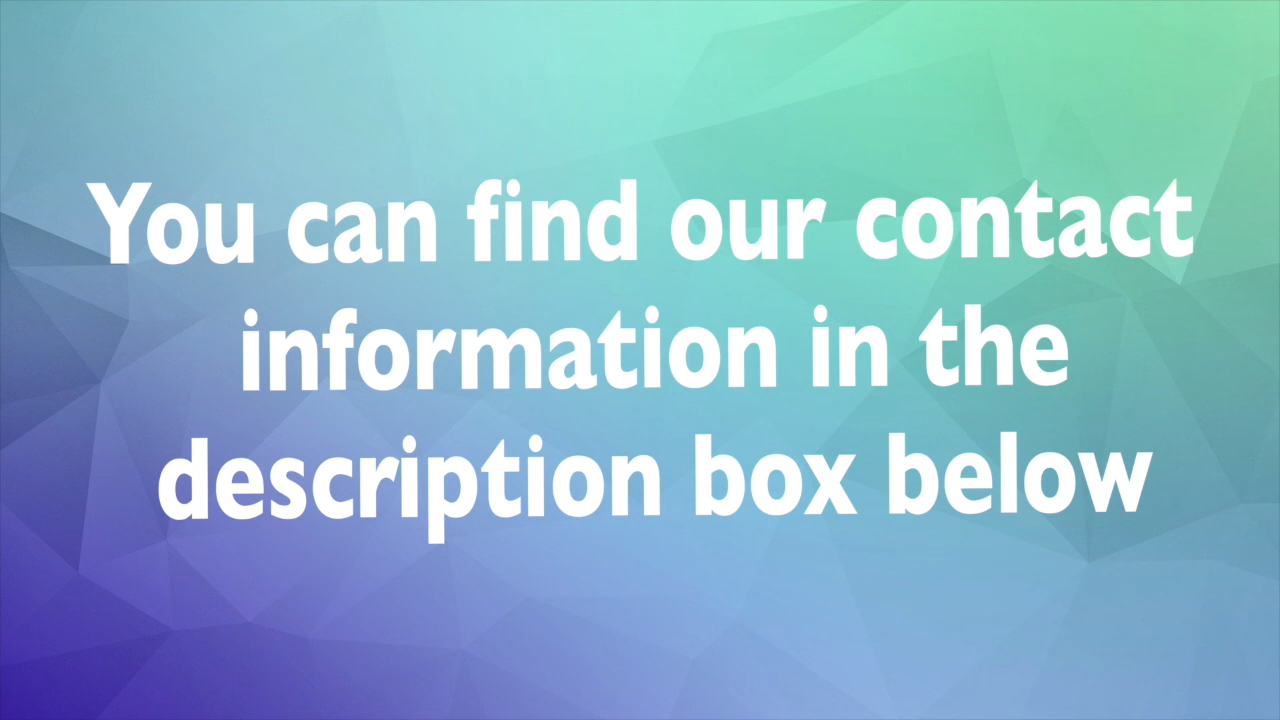 You can find our contact
information in the
description box below